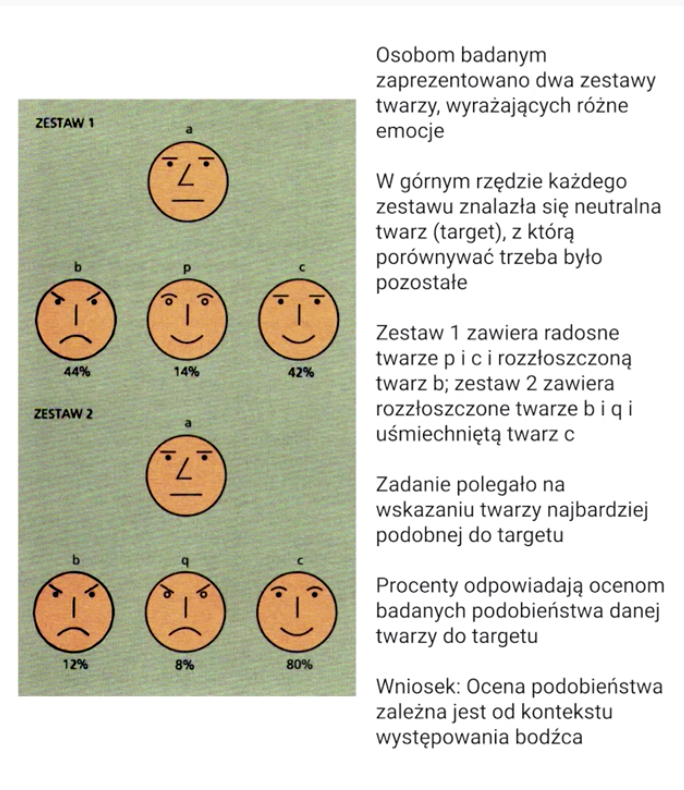 ZESTAW 1
a
b p c
44% 14% 42%
ZESTAW 2
a
b q c
12% 8% 80%
Osobom badanym
zaprezentowano dwa zestawy
twarzy, wyrażających różne
emocje
W górnym rzędzie każdego
zestawu znalazła się neutralna
twarz (target), z którą
porównywać trzeba było
pozostałe
Zestaw 1 zawiera radosne
twarze p i c i rozzłoszczoną
twarz b; zestaw 2 zawiera
rozzłoszczone twarze b i q i
uśmiechniętą twarz c
Zadanie polegało na
wskazaniu twarzy najbardziej
podobnej do targetu
Procenty odpowiadają ocenom
badanych podobieństwa danej
twarzy do targetu
Wniosek: Ocena podobieństwa
zależna jest od kontekstu
występowania bodźca